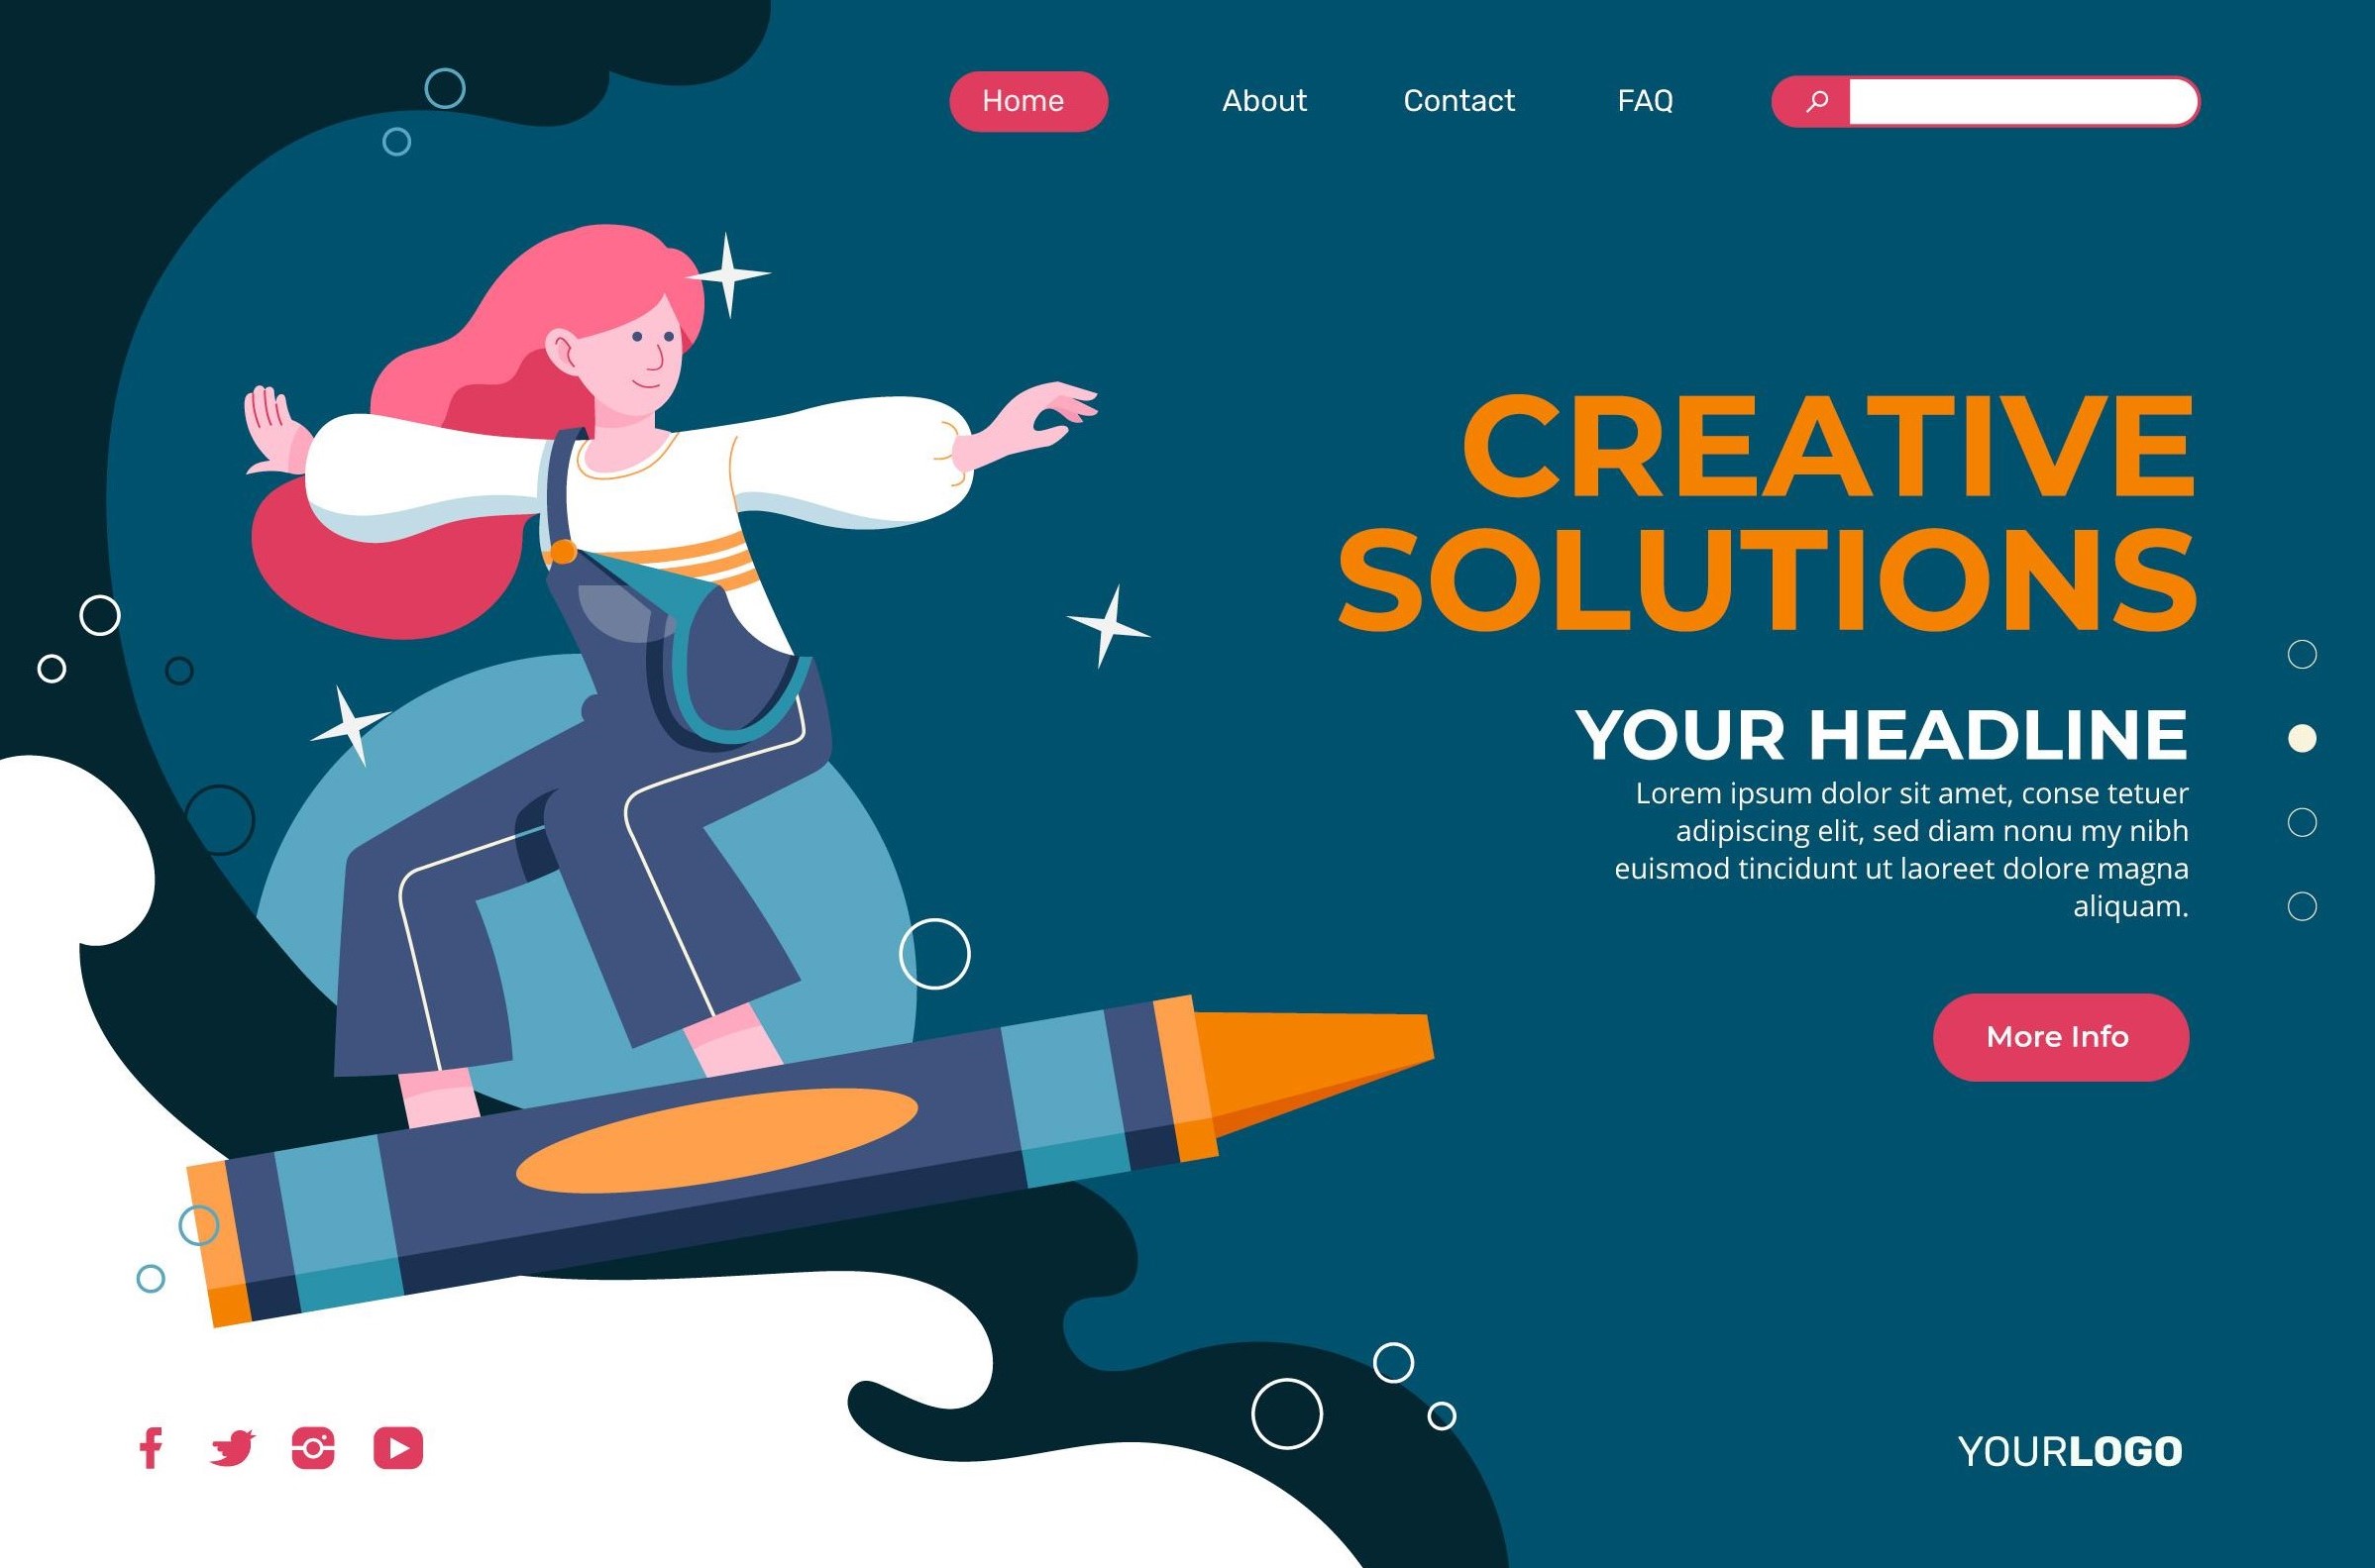 Home About Contact FAQ
CREATIVE
SOLUTIONS
YOUR HEADLINE
Lorem ipsum dolor sit amet, conse tetuer
adipiscing elit, sed diam nonu my nibh
euismod tincidunt ut laoreet dolore magna
aliquam.
More Info
YOURLOGO